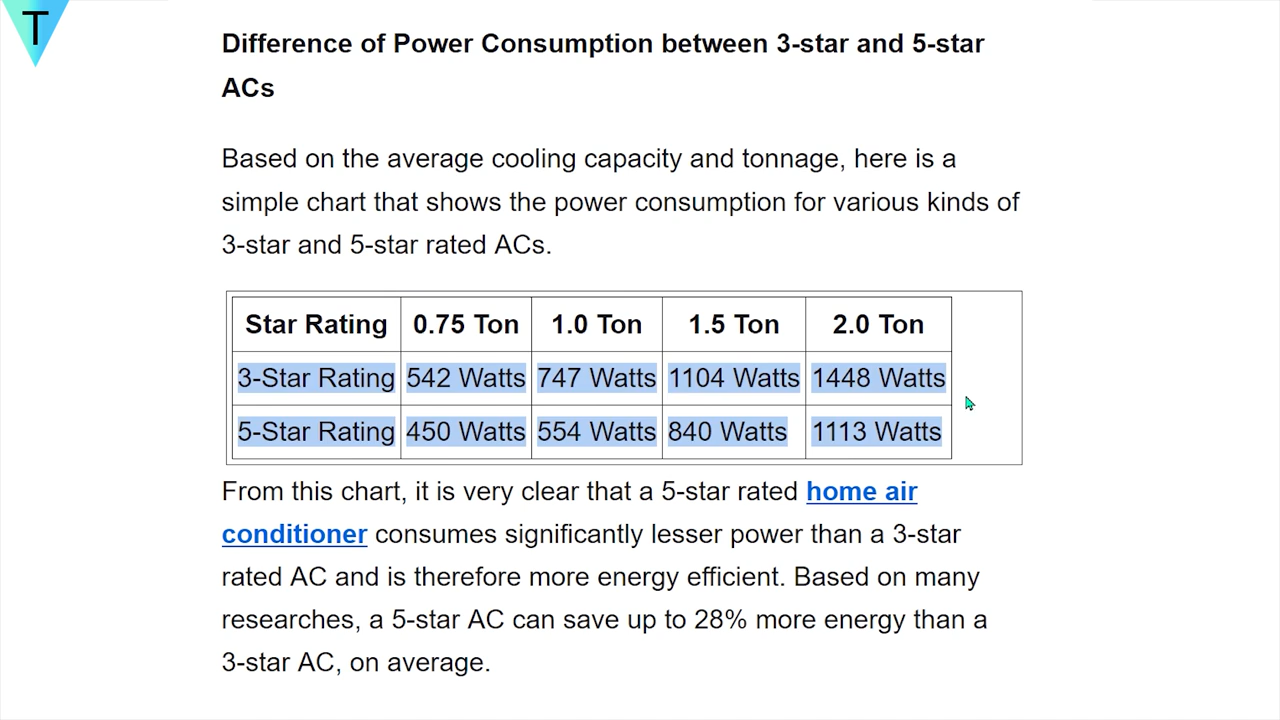 T
Difference of Power Consumption between 3-star and 5-star
ACs
Based on the average cooling capacity and tonnage, here is a
simple chart that shows the power consumption for various kinds of
3-star and 5-star rated ACs.
Star Rating 0.75 Ton 1.0 Ton 1.5 Ton 2.0 Ton
3-Star Rating 542 Watts 747 Watts 1104 Watts 1448 Watts
5-Star Rating 450 Watts 554 Watts 840 Watts 1113 Watts
From this chart, it is very clear that a 5-star rated home air
conditioner consumes significantly lesser power than a 3-star
rated AC and is therefore more energy efficient. Based on many
researches, a 5-star AC can save up to 28% more energy than a
3-star AC, on average.